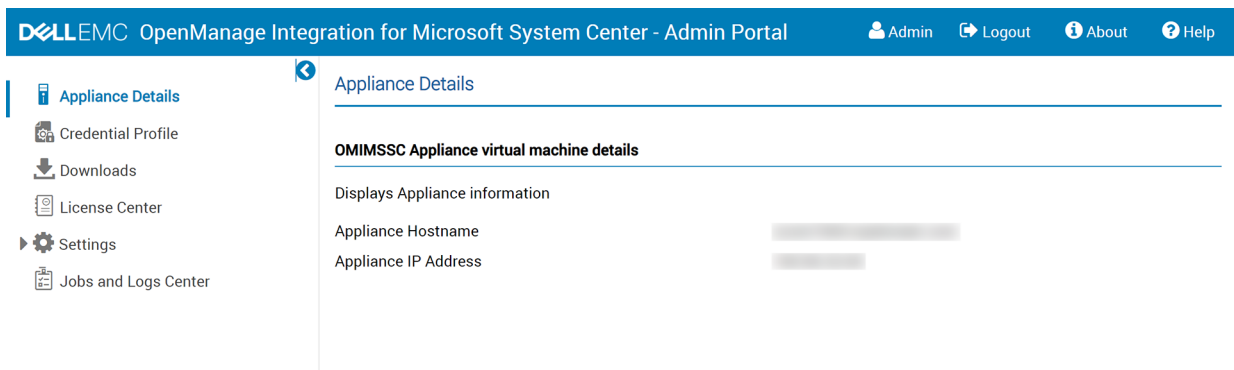 DELLEMC OpenManage Integration for Microsoft System Center - Admin Portal Admin Logout About Help
Appliance Details
Credential Profile
Downloads
License Center
Settings
Jobs and Logs Center
Appliance Details
OMIMSSC Appliance virtual machine details
Displays Appliance information
Appliance Hostname
Appliance IP Address